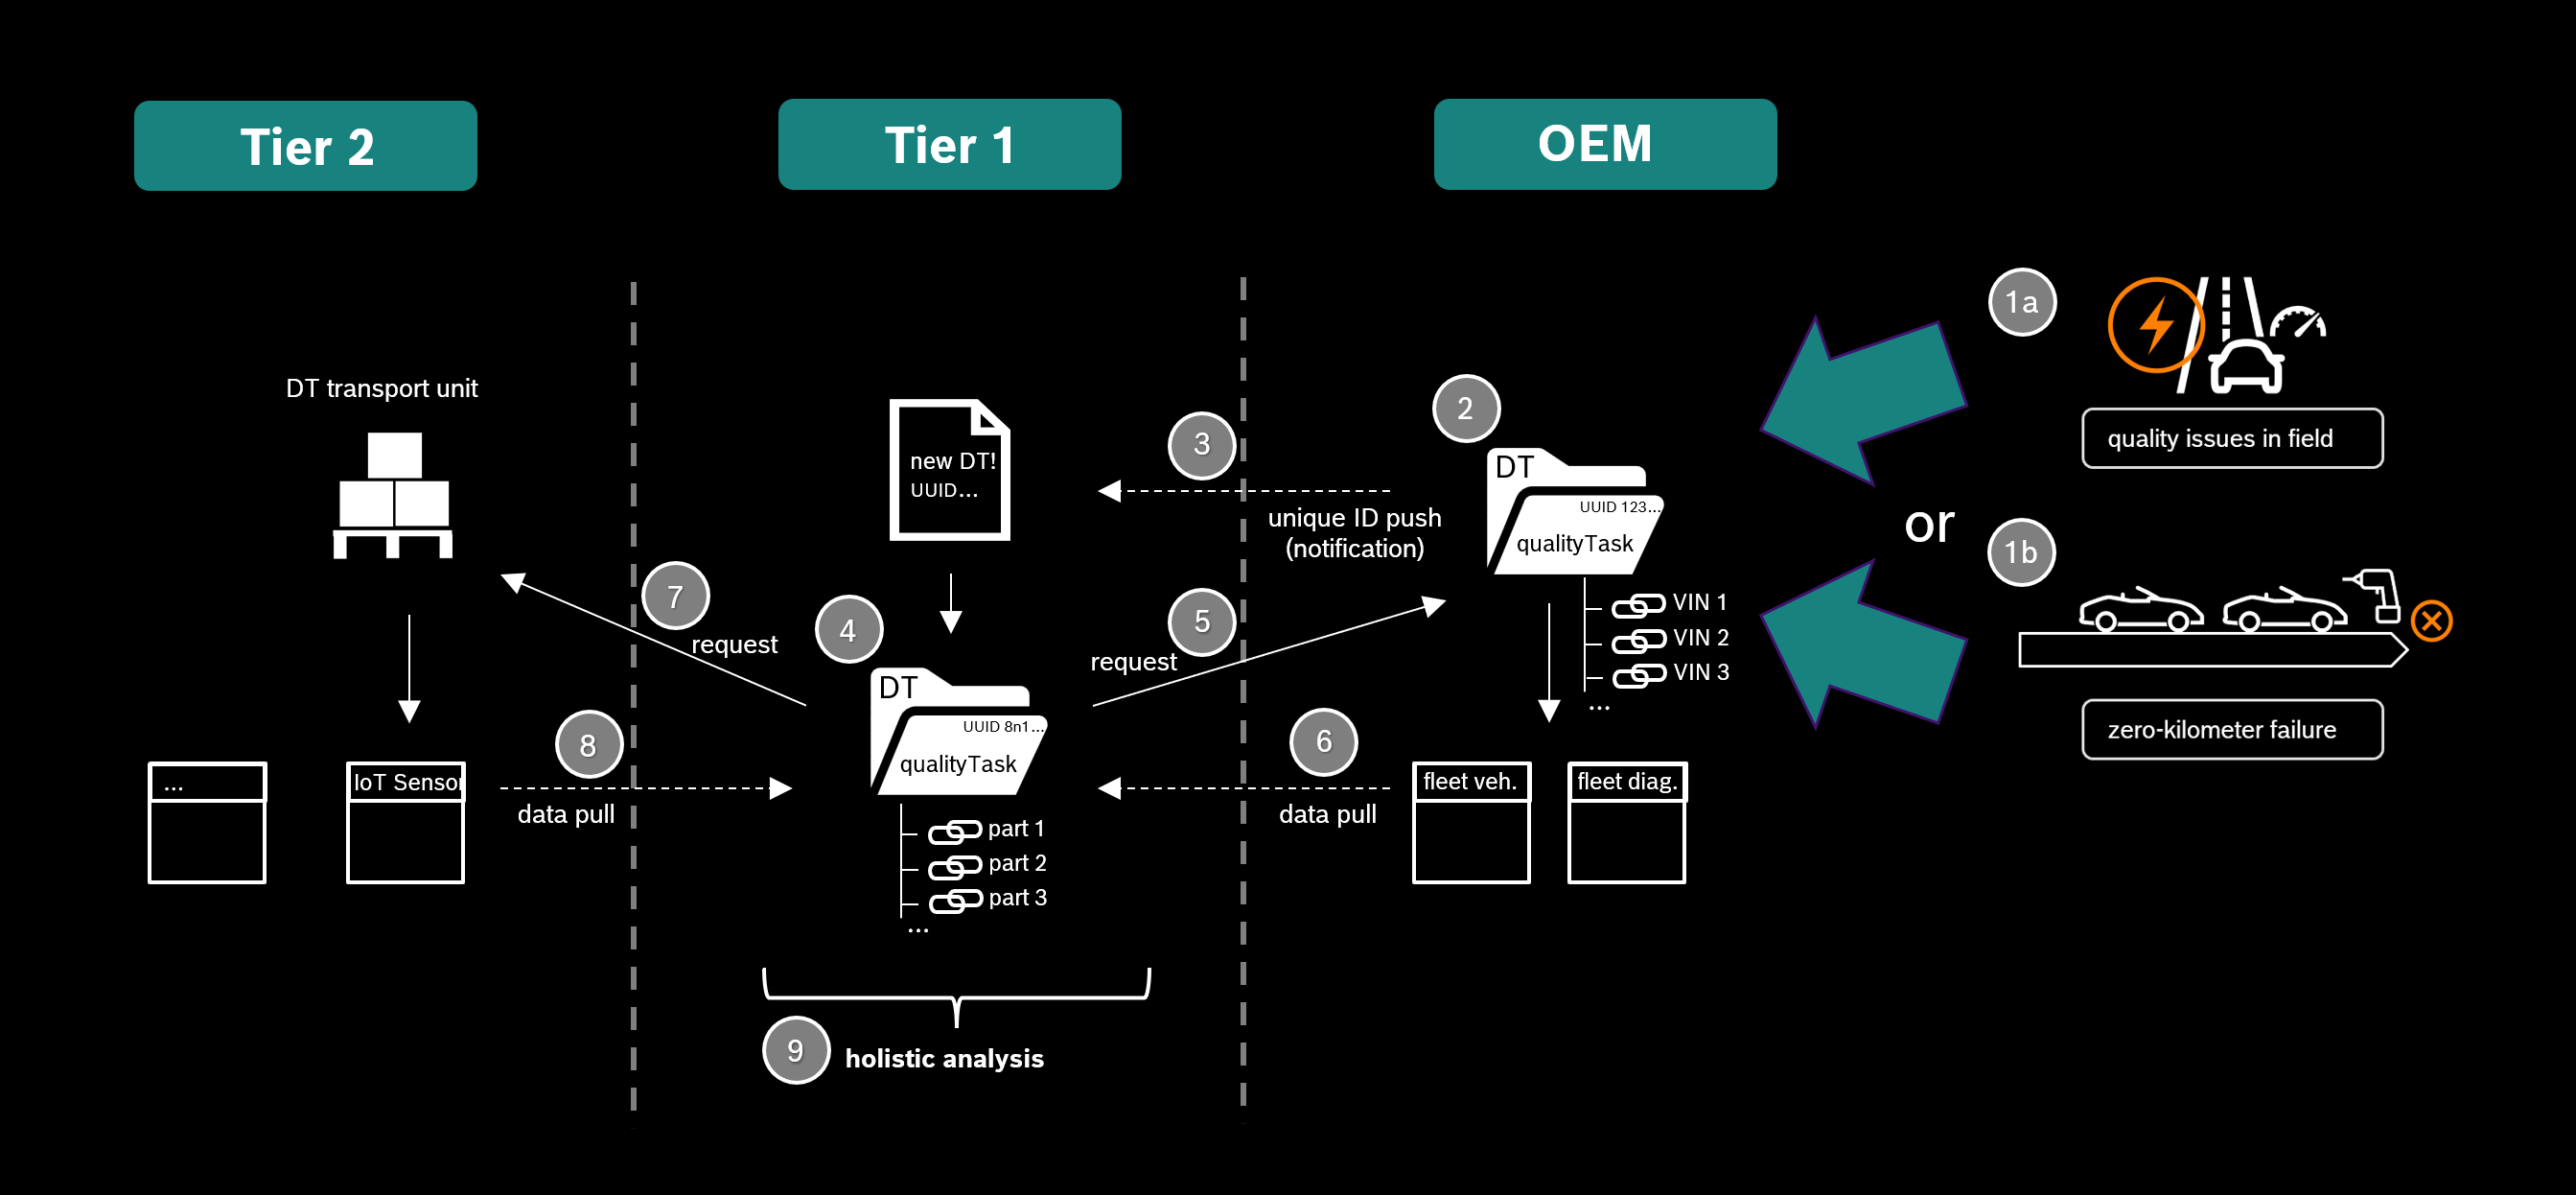 Tier 2
Tier 1
OEM
1a
quality issues in field
or
1b
zero-kilometer failure
2
DT
UUID 123...
qualityTask
VIN 1
VIN 2
VIN 3
...
fleet veh.
fleet diag.
3
unique ID push
(notification)
new DT!
UUID...
4
DT
UUID 8n1...
qualityTask
part 1
part 2
part 3
...
5
request
6
data pull
7
request
DT transport unit
...
IoT Sensor
8
data pull
9
holistic analysis